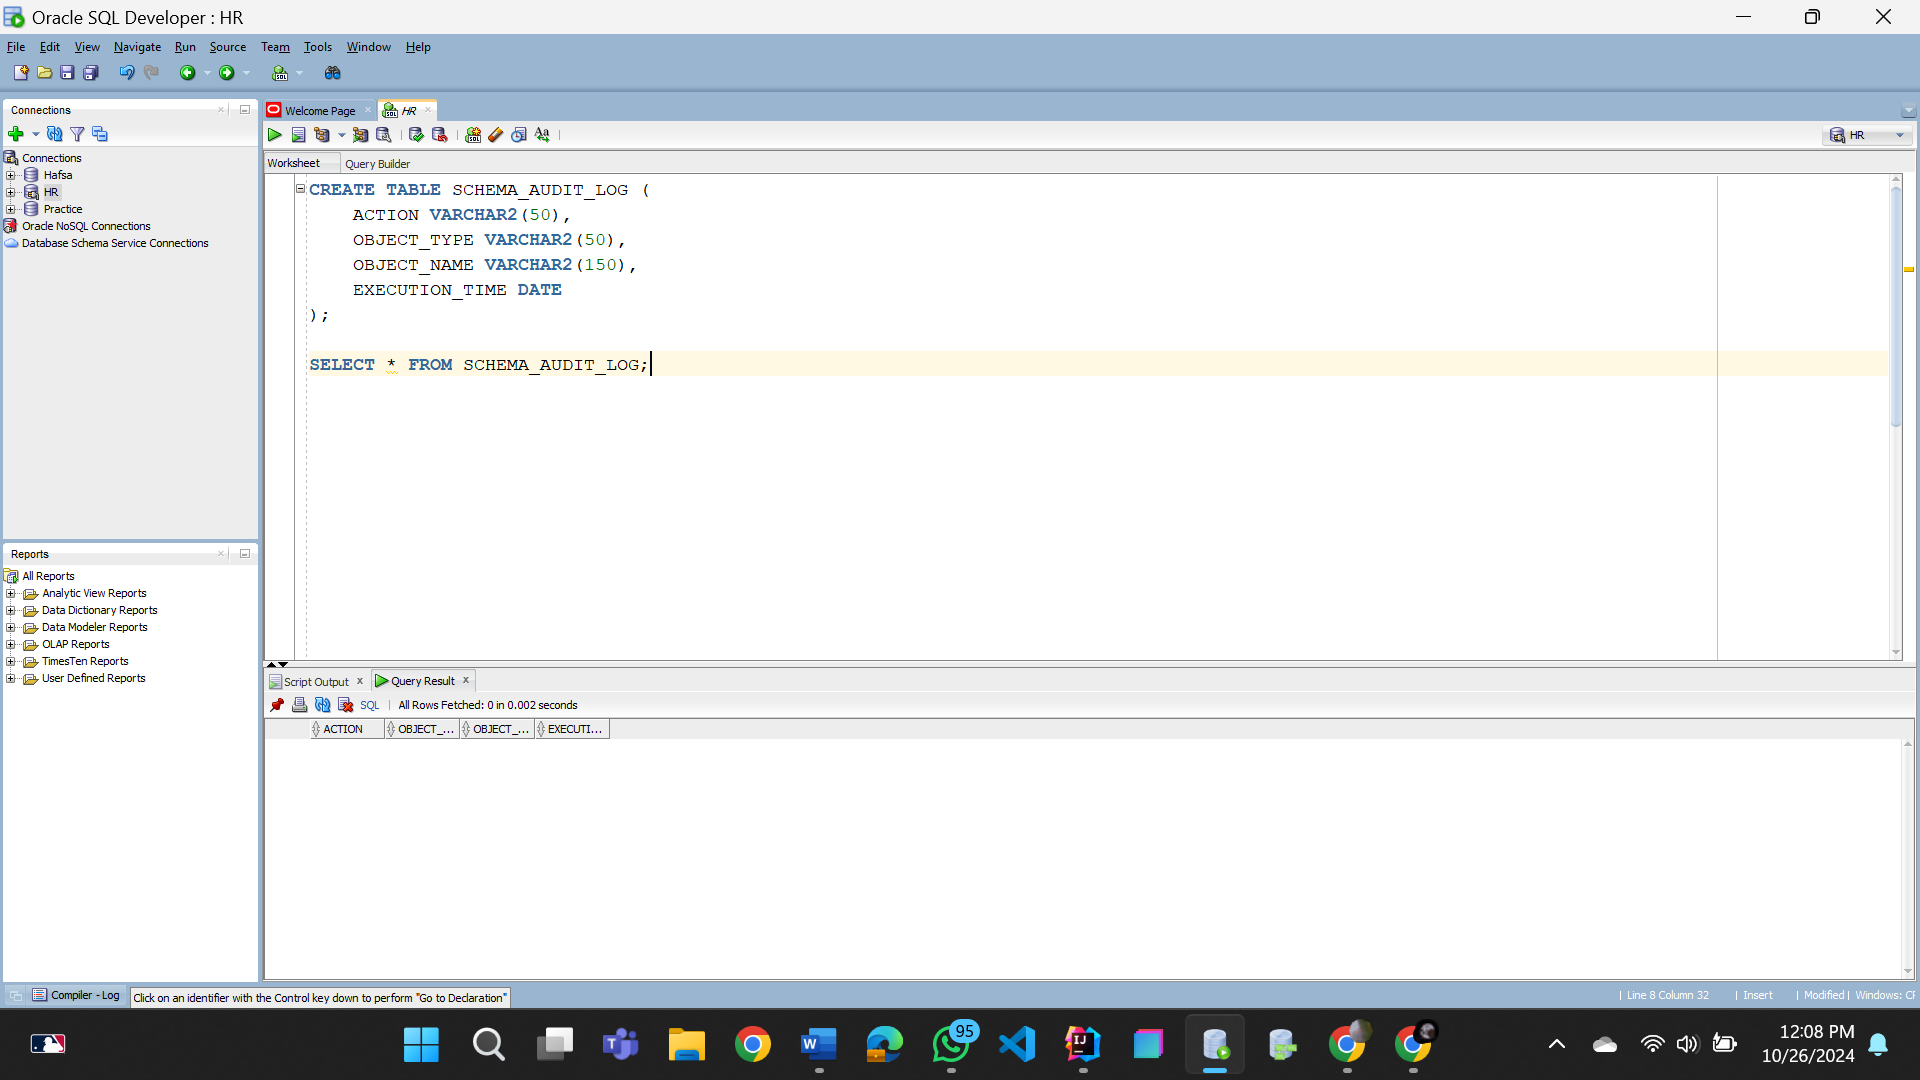 Oracle SQL Developer : HR
File Edit View Navigate Run Source Team Tools Window Help
Connections
Connections
Hafsa
HR
Practice
Oracle NoSQL Connections
Database Schema Service Connections
Reports
All Reports
Analytic View Reports
Data Dictionary Reports
Data Modeler Reports
OLAP Reports
TimesTen Reports
User Defined Reports
Welcome Page HR
SQL Aa HR
Worksheet Query Builder
CREATE TABLE SCHEMA_AUDIT_LOG (
ACTION VARCHAR2(50),
OBJECT_TYPE VARCHAR2(50),
OBJECT_NAME VARCHAR2(150),
EXECUTION_TIME DATE
);
SELECT * FROM SCHEMA_AUDIT_LOG;
Script Output Query Result
SQL | All Rows Fetched: 0 in 0.002 seconds
ACTION OBJECT_... OBJECT_... EXECUTI...
Compiler - Log Click on an identifier with the Control key down to perform "Go to Declaration" | Line 8 Column 32 | Insert | Modified | Windows: CF
95
12:08 PM
10/26/2024